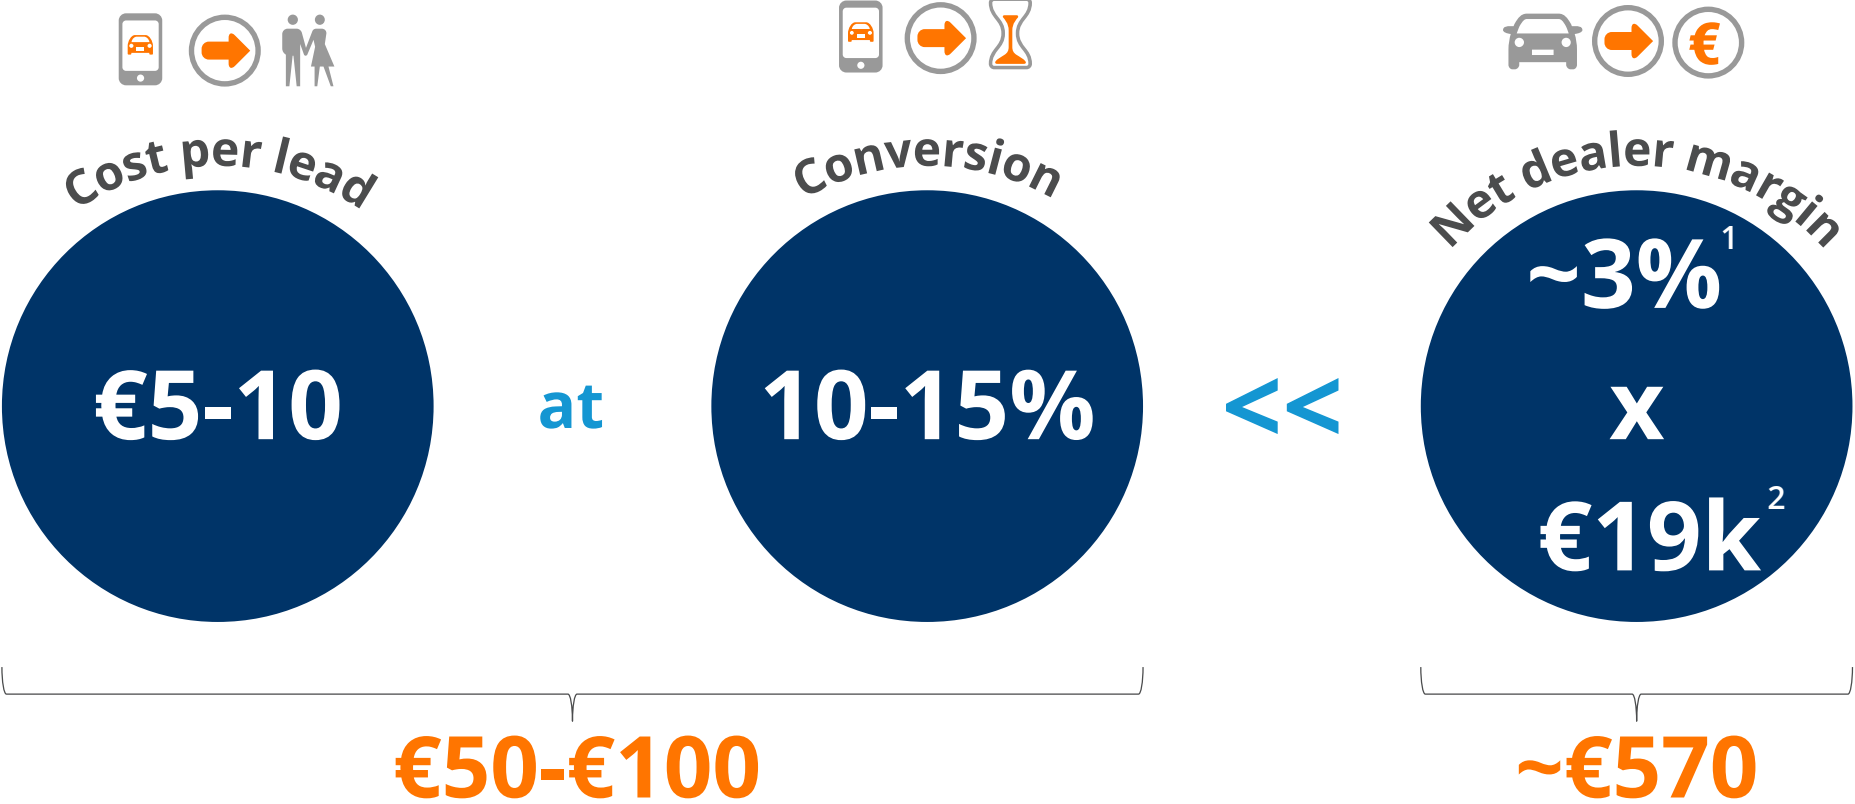 €
Cost per lead
Conversion
Net dealer margin
€5-10
at
10-15%
<<
~3%1
x
€19k2
€50-€100
~€570